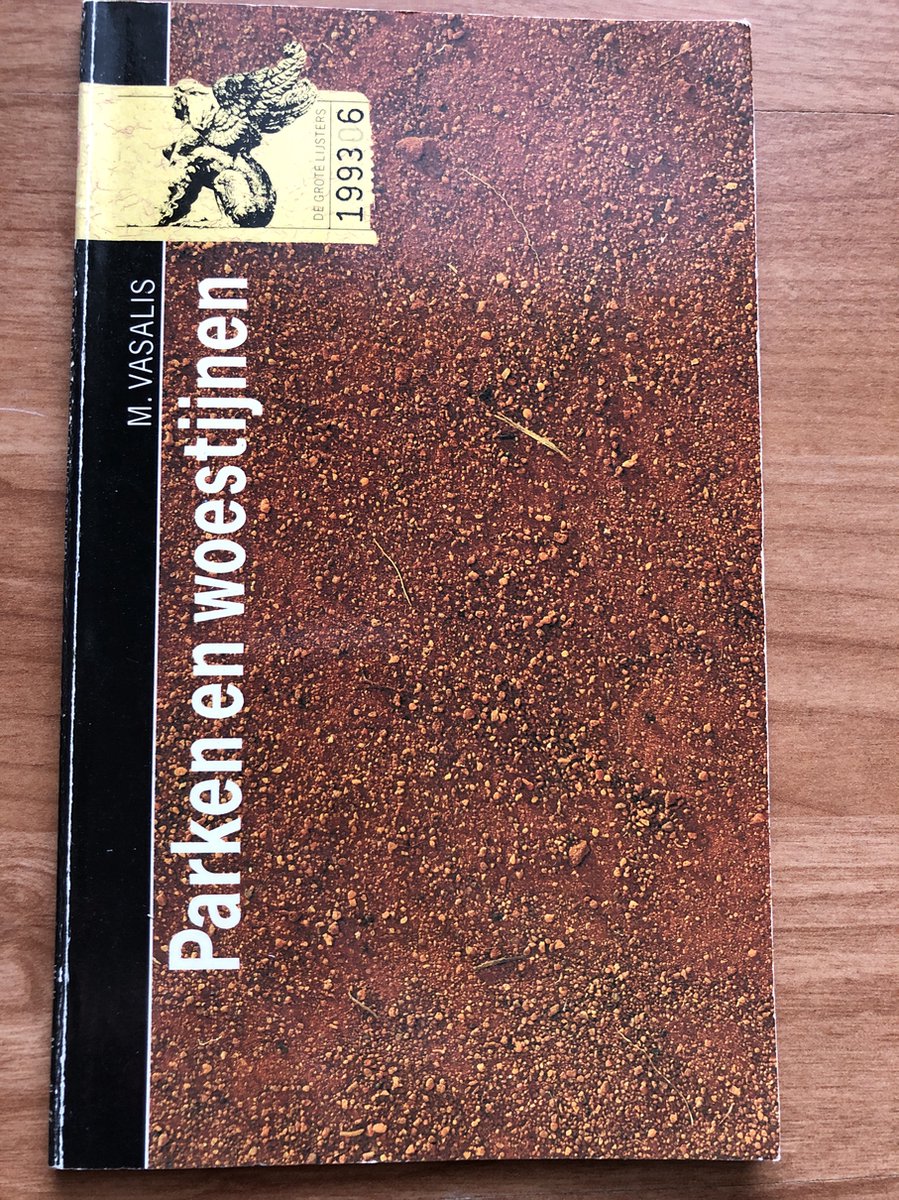 M. VASALIS
Parken en woestijnen
DE GROTE LIJSTERS
199306